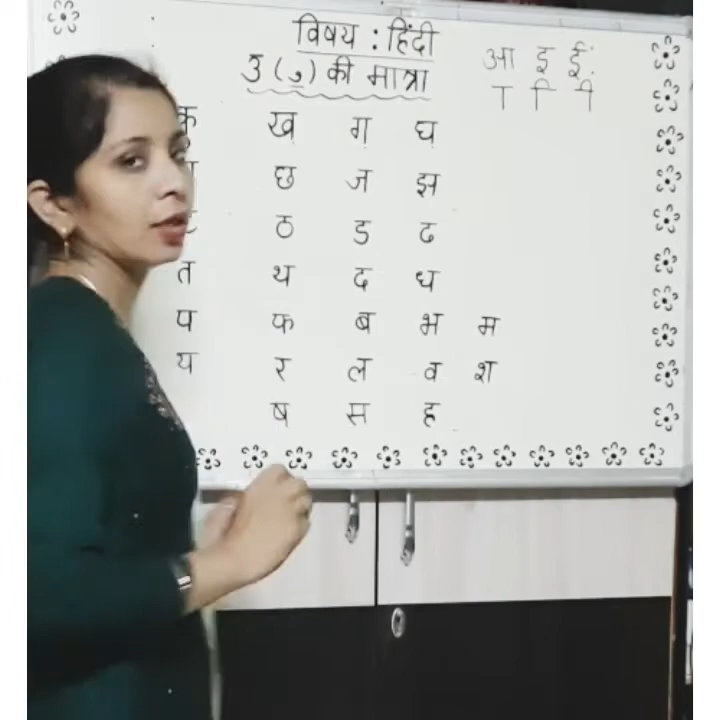 विषय : हिंदी
उ ( ु ) की मात्रा
आ इ ई
ा ि ी
कु ख ग घ
छ ज झ
ठ ड ढ
त थ द ध
प फ ब भ म
य र ल व श
ष स ह